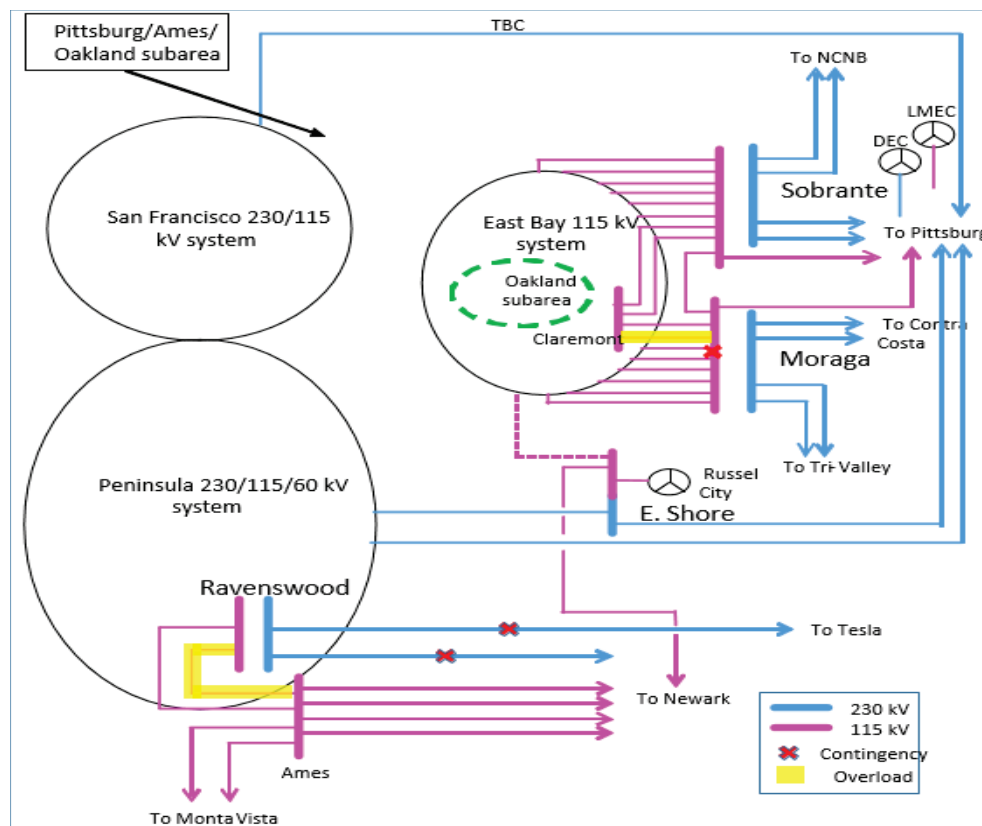 Pittsburg/Ames/
Oakland subarea
TBC
To NCNB
LMEC
DEC
Sobrante
San Francisco 230/115
kV system
East Bay 115 kV
system
To Pittsburg
Oakland
subarea
Claremont
To Contra
Costa
Moraga
To Tri-Valley
Peninsula 230/115/60 kV
system
Russel
City
E. Shore
Ravenswood
To Tesla
To Newark
Ames
To Monta Vista
230 kV
115 kV
Contingency
Overload